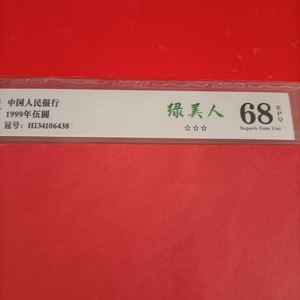 中国人民银行
1999年伍圆
冠号：HI34106438
绿美人
☆☆☆
68
EPQ
Superb Gem Unc